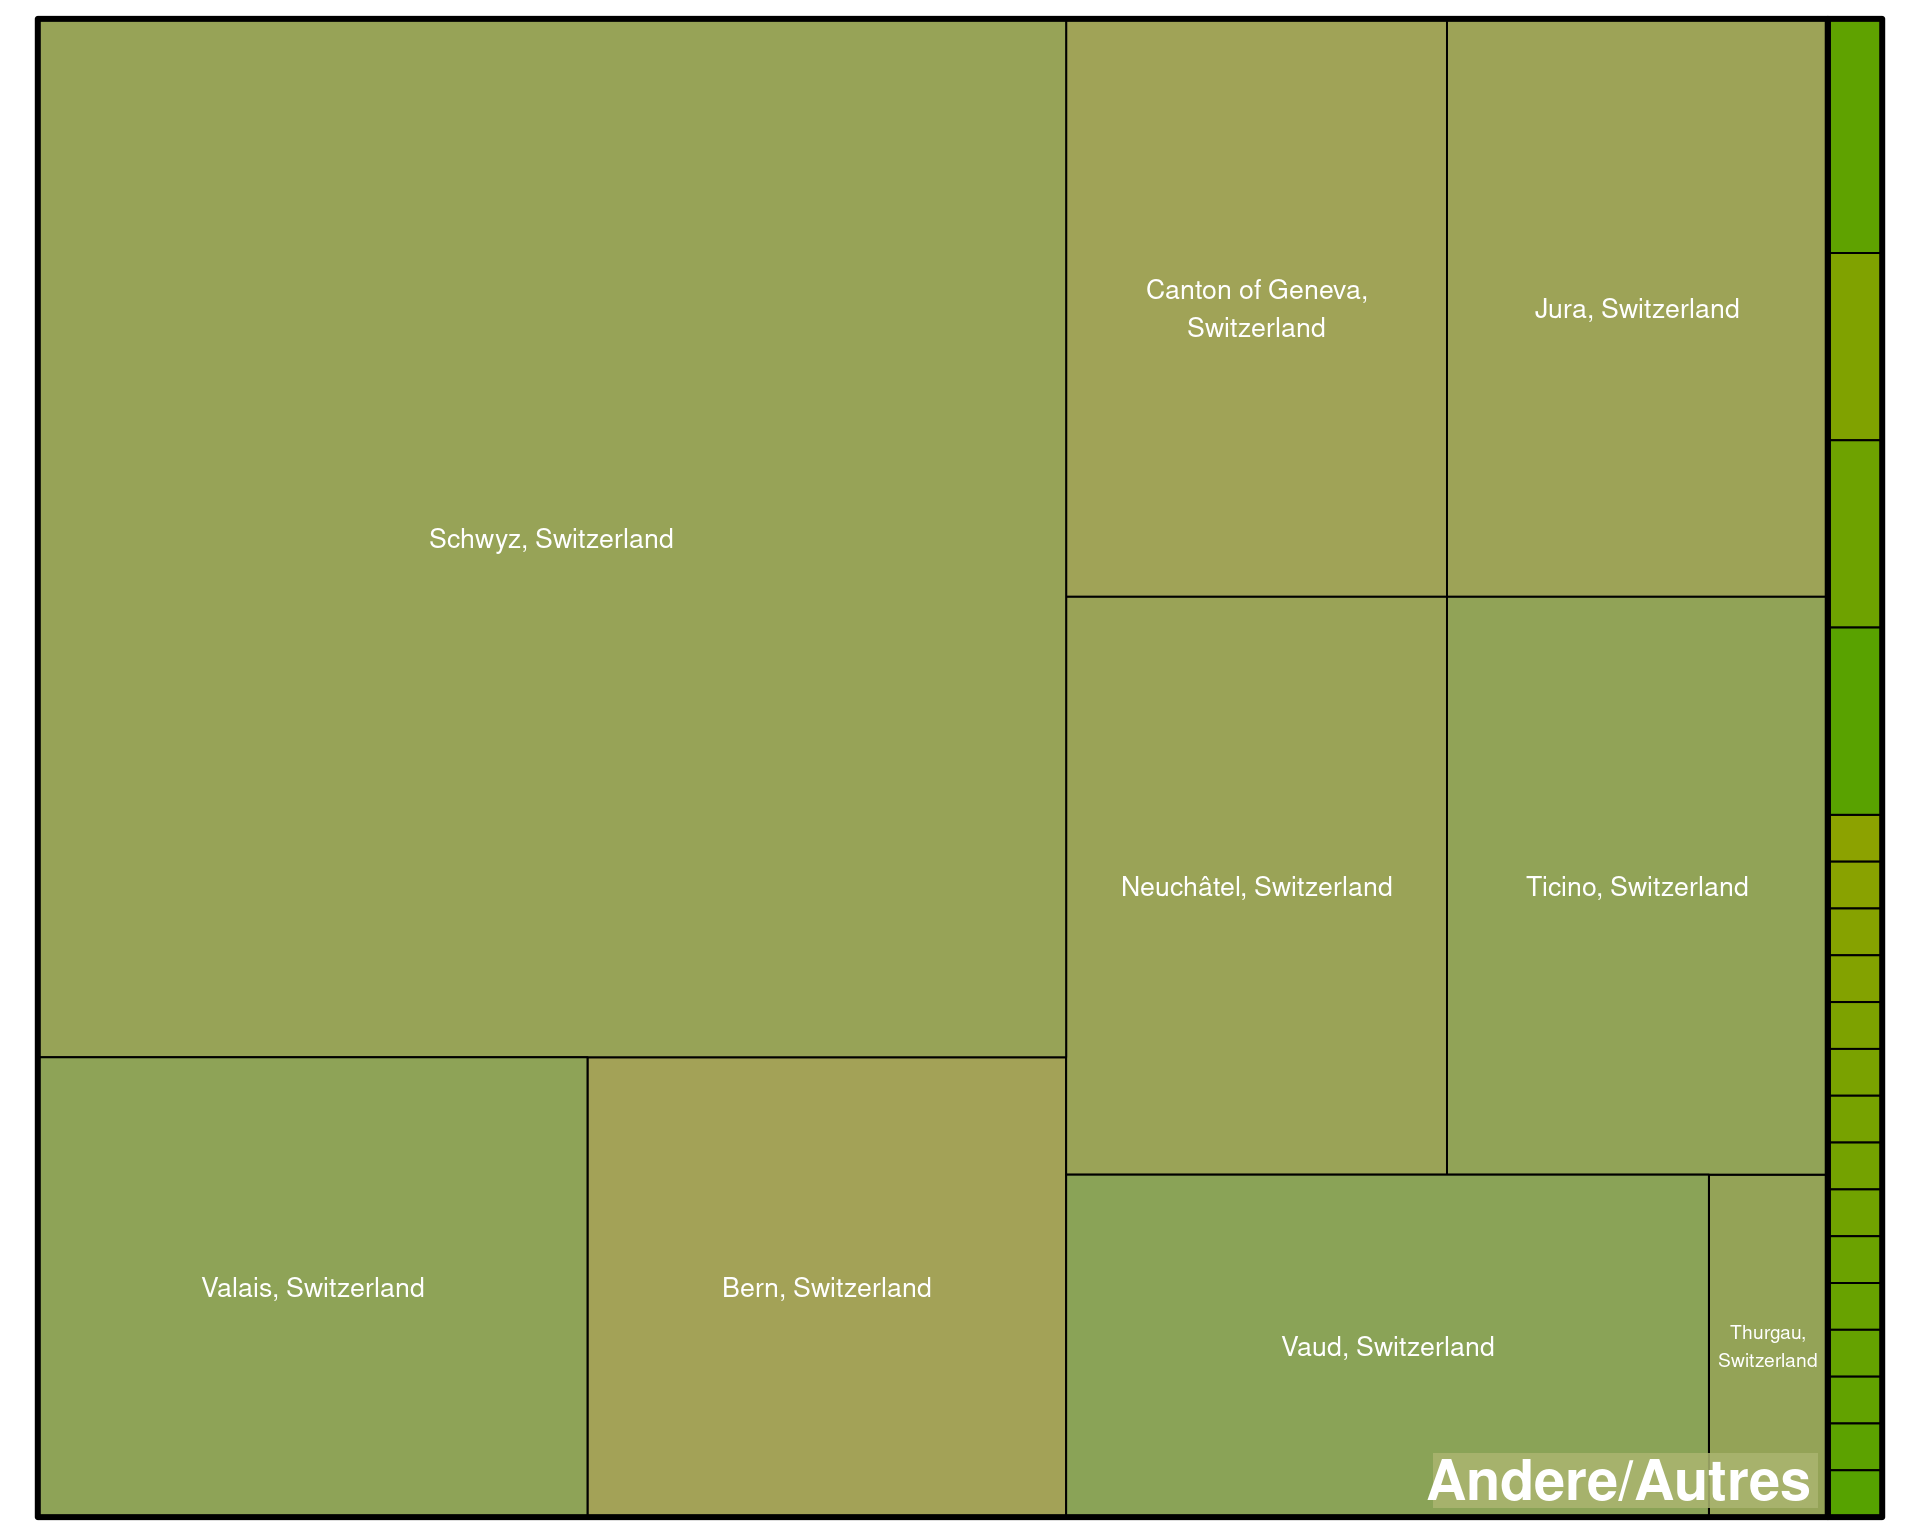 Canton of Geneva,
Switzerland
Jura, Switzerland
Schwyz, Switzerland
Neuchâtel, Switzerland
Ticino, Switzerland
Valais, Switzerland
Bern, Switzerland
Vaud, Switzerland
Thurgau,
Switzerland
Andere/Autres